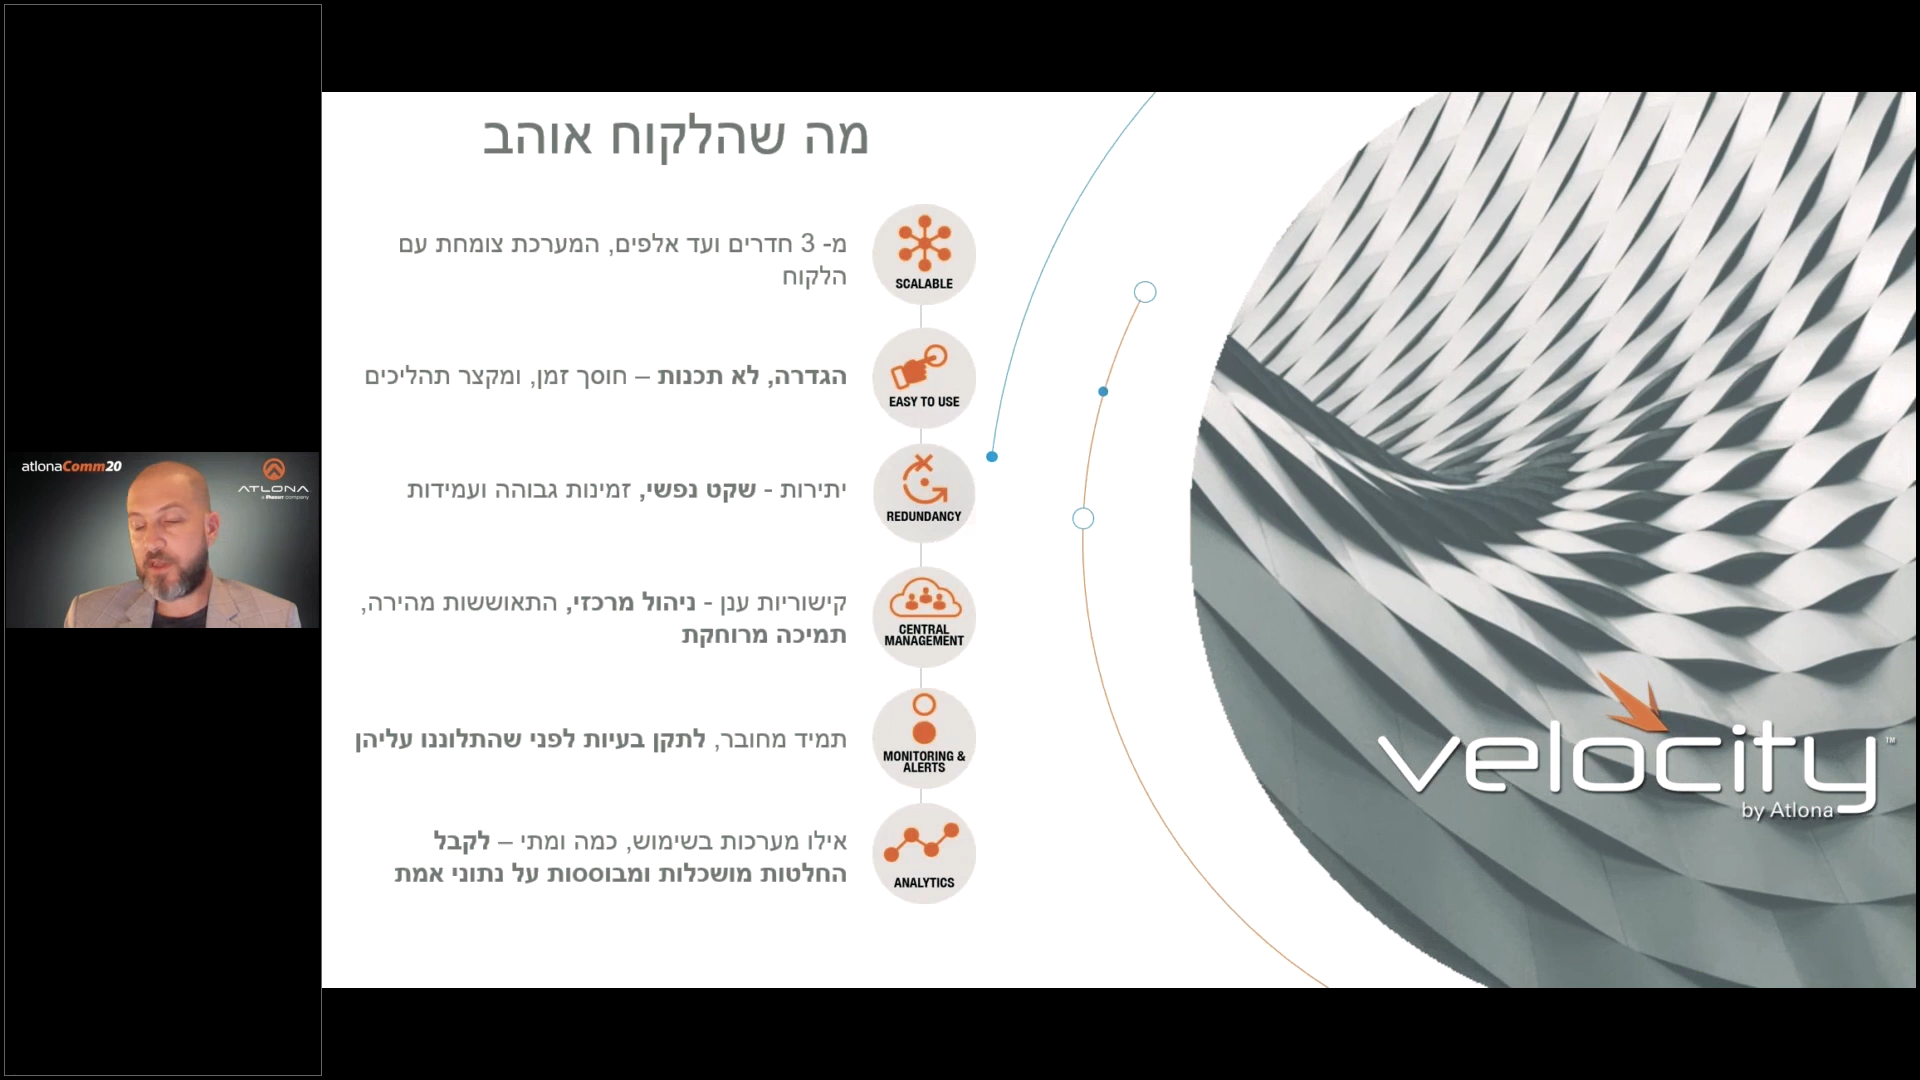 atlonaComm20
ATLONA
a Panduit company
מה שהלקוח אוהב
SCALABLE
מ- 3 חדרים ועד אלפים, המערכת צומחת עם
הלקוח
EASY TO USE
הגדרה, לא תכנות – חוסך זמן, ומקצר תהליכים
REDUNDANCY
יתירות - שקט נפשי, זמינות גבוהה ועמידות
CENTRAL
MANAGEMENT
קישוריות ענן - ניהול מרכזי, התאוששות מהירה,
תמיכה מרוחקת
MONITORING &
ALERTS
תמיד מחובר, לתקן בעיות לפני שהתלוננו עליהן
ANALYTICS
אילו מערכות בשימוש, כמה ומתי – לקבל
החלטות מושכלות ומבוססות על נתוני אמת
velocity™
by Atlona